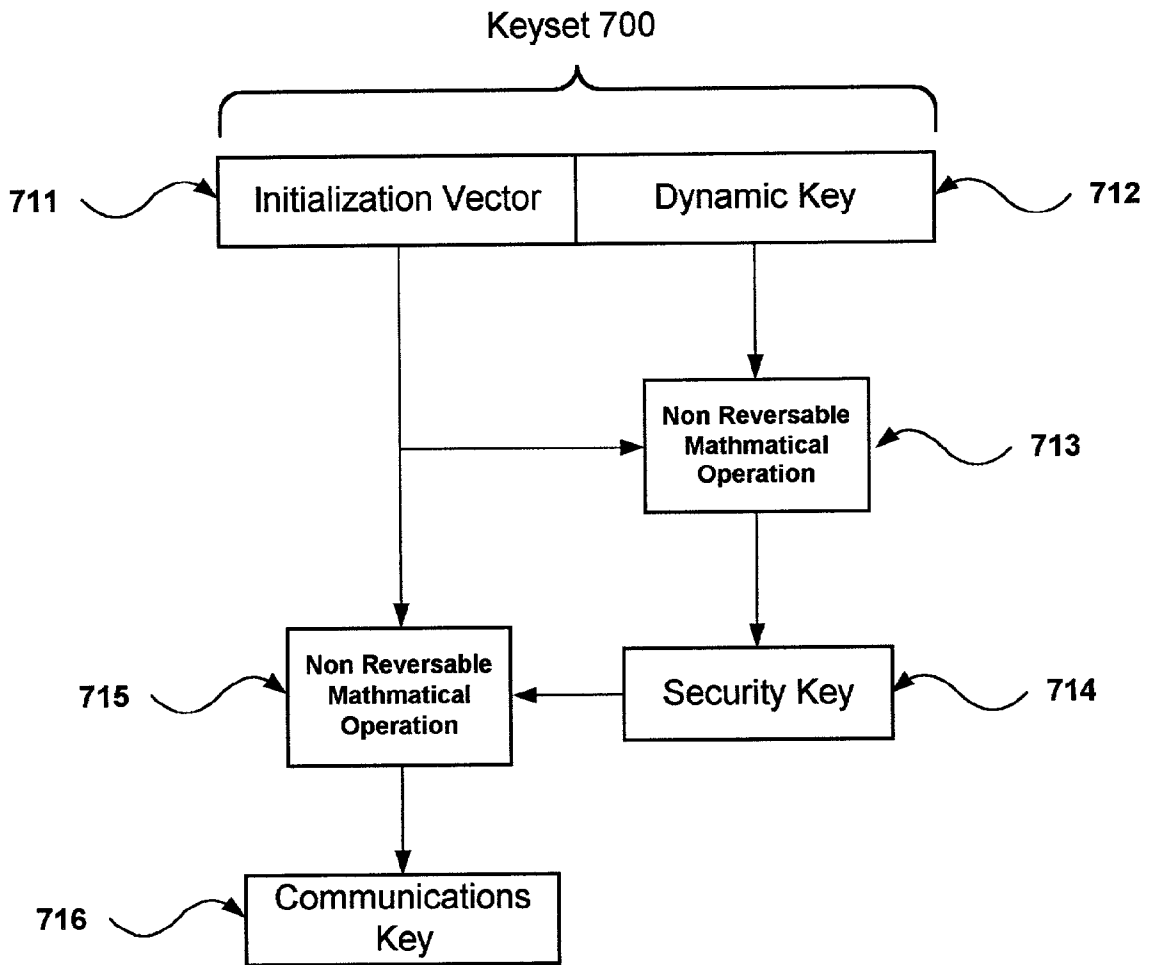 Keyset 700
711
Initialization Vector
Dynamic Key
712
Non Reversable
Mathmatical
Operation
713
715
Non Reversable
Mathmatical
Operation
Security Key
714
716
Communications
Key